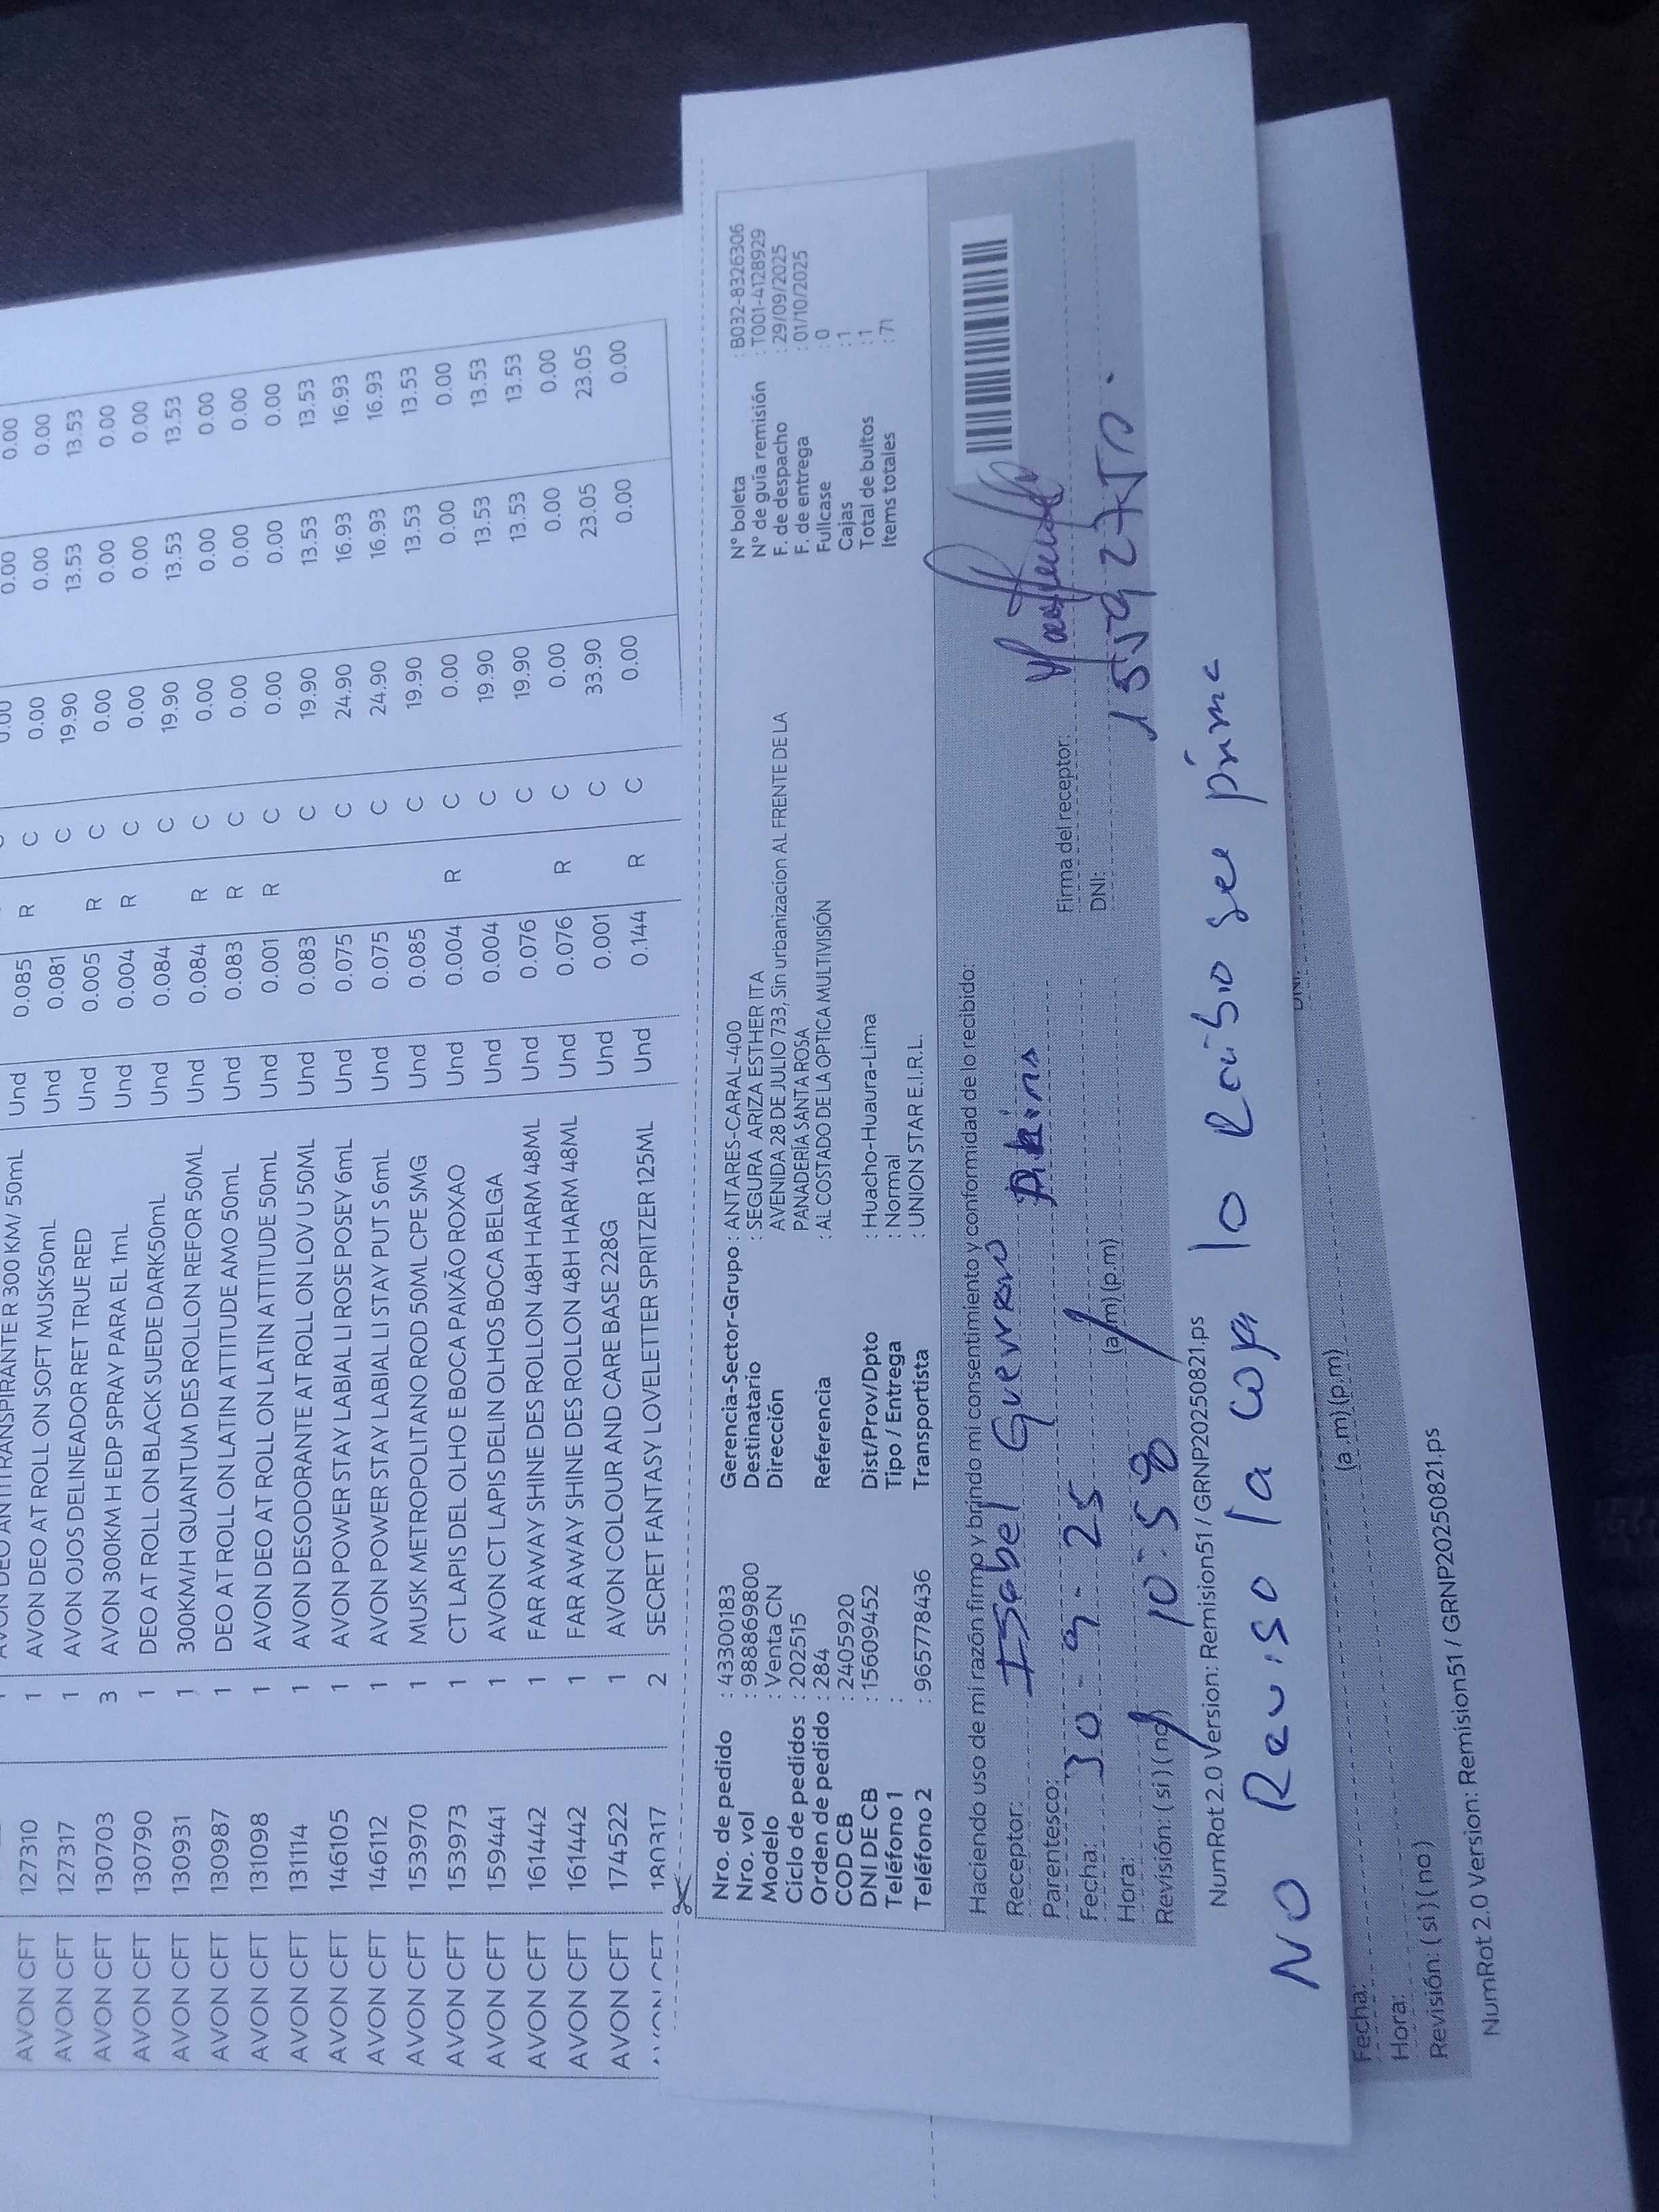 AVON CFT 127310 1 AVON DEO AT ROLL ON SOFT MUSK50mL Und 0.085 R C 0.00 0.00 0.00
AVON CFT 127317 1 AVON OJOS DELINEADOR RET TRUE RED Und 0.081 C 19.90 13.53 13.53
AVON CFT 130703 3 AVON 300KM H EDP SPRAY PARA EL 1mL Und 0.005 R C 0.00 0.00 0.00
AVON CFT 130790 1 DEO AT ROLL ON BLACK SUEDE DARK50mL Und 0.004 R C 0.00 0.00 0.00
AVON CFT 130931 1 300KM/H QUANTUM DES ROLLON REFOR 50ML Und 0.084 C 19.90 13.53 13.53
AVON CFT 130987 1 DEO AT ROLL ON LATIN ATTITUDE AMO 50mL Und 0.084 R C 0.00 0.00 0.00
AVON CFT 131098 1 AVON DEO AT ROLL ON LATIN ATTITUDE 50mL Und 0.083 R C 0.00 0.00 0.00
AVON CFT 131114 1 AVON DESODORANTE AT ROLL ON LOV U 50ML Und 0.001 R C 0.00 0.00 0.00
AVON CFT 146105 1 AVON POWER STAY LABIAL LI ROSE POSEY 6mL Und 0.083 C 19.90 13.53 13.53
AVON CFT 146112 1 AVON POWER STAY LABIAL LI STAY PUT S 6mL Und 0.075 C 24.90 16.93 16.93
AVON CFT 153970 1 MUSK METROPOLITANO ROD 50ML CPE SMG Und 0.075 C 24.90 16.93 16.93
AVON CFT 153973 1 CT LAPIS DEL OLHO E BOCA PAIXÃO ROXAO Und 0.085 C 19.90 13.53 13.53
AVON CFT 159441 1 AVON CT LAPIS DELIN OLHOS BOCA BELGA Und 0.004 R C 0.00 0.00 0.00
AVON CFT 161442 1 FAR AWAY SHINE DES ROLLON 48H HARM 48ML Und 0.004 C 19.90 13.53 13.53
AVON CFT 161442 1 FAR AWAY SHINE DES ROLLON 48H HARM 48ML Und 0.076 C 19.90 13.53 13.53
AVON CFT 174522 1 AVON COLOUR AND CARE BASE 228G Und 0.076 R C 0.00 0.00 0.00
180317 2 SECRET FANTASY LOVELETTER SPRITZER 125ML Und 0.001 C 33.90 23.05 23.05
Und 0.144 R C 0.00 0.00 0.00
Nro. de pedido : 43300183 Gerencia-Sector-Grupo : ANTARES-CARAL-400 N° boleta : B032-8326306
Nro. vol : 988869800 Destinatario : SEGURA ARIZA ESTHER ITA N° de guía remisión : T001-4128929
Modelo : Venta CN Dirección AVENIDA 28 DE JULIO 733, Sin urbanizacion AL FRENTE DE LA F. de despacho : 29/09/2025
Ciclo de pedidos : 202515 PANADERÍA SANTA ROSA F. de entrega : 01/10/2025
Orden de pedido : 284 Referencia : AL COSTADO DE LA OPTICA MULTIVISIÓN Fullcase : 0
COD CB : 2405920 Cajas : 1
DNI DE CB : 15609452 Dist/Prov/Dpto : Huacho-Huaura-Lima Total de bultos : 1
Teléfono 1 : Tipo / Entrega : Normal Items totales : 71
Teléfono 2 : 965778436 Transportista : UNION STAR E.I.R.L.
Haciendo uso de mi razón firmo y brindo mi consentimiento y conformidad de lo recibido:
Receptor: Isabel Guerrero
Parentesco: Firma del receptor:
Fecha: 30-9-25 DNI:
Hora: 10:58 (a.m) (p.m)
Revisión: (si) (no)
NumRot 2.0 Version: Remision51 / GRNP20250821.ps
NO Reviso la caja lo Recibio
Fecha:
Hora: (a.m) (p.m)
Revisión: (si) (no)
NumRot 2.0 Version: Remision51 / GRNP20250821.ps